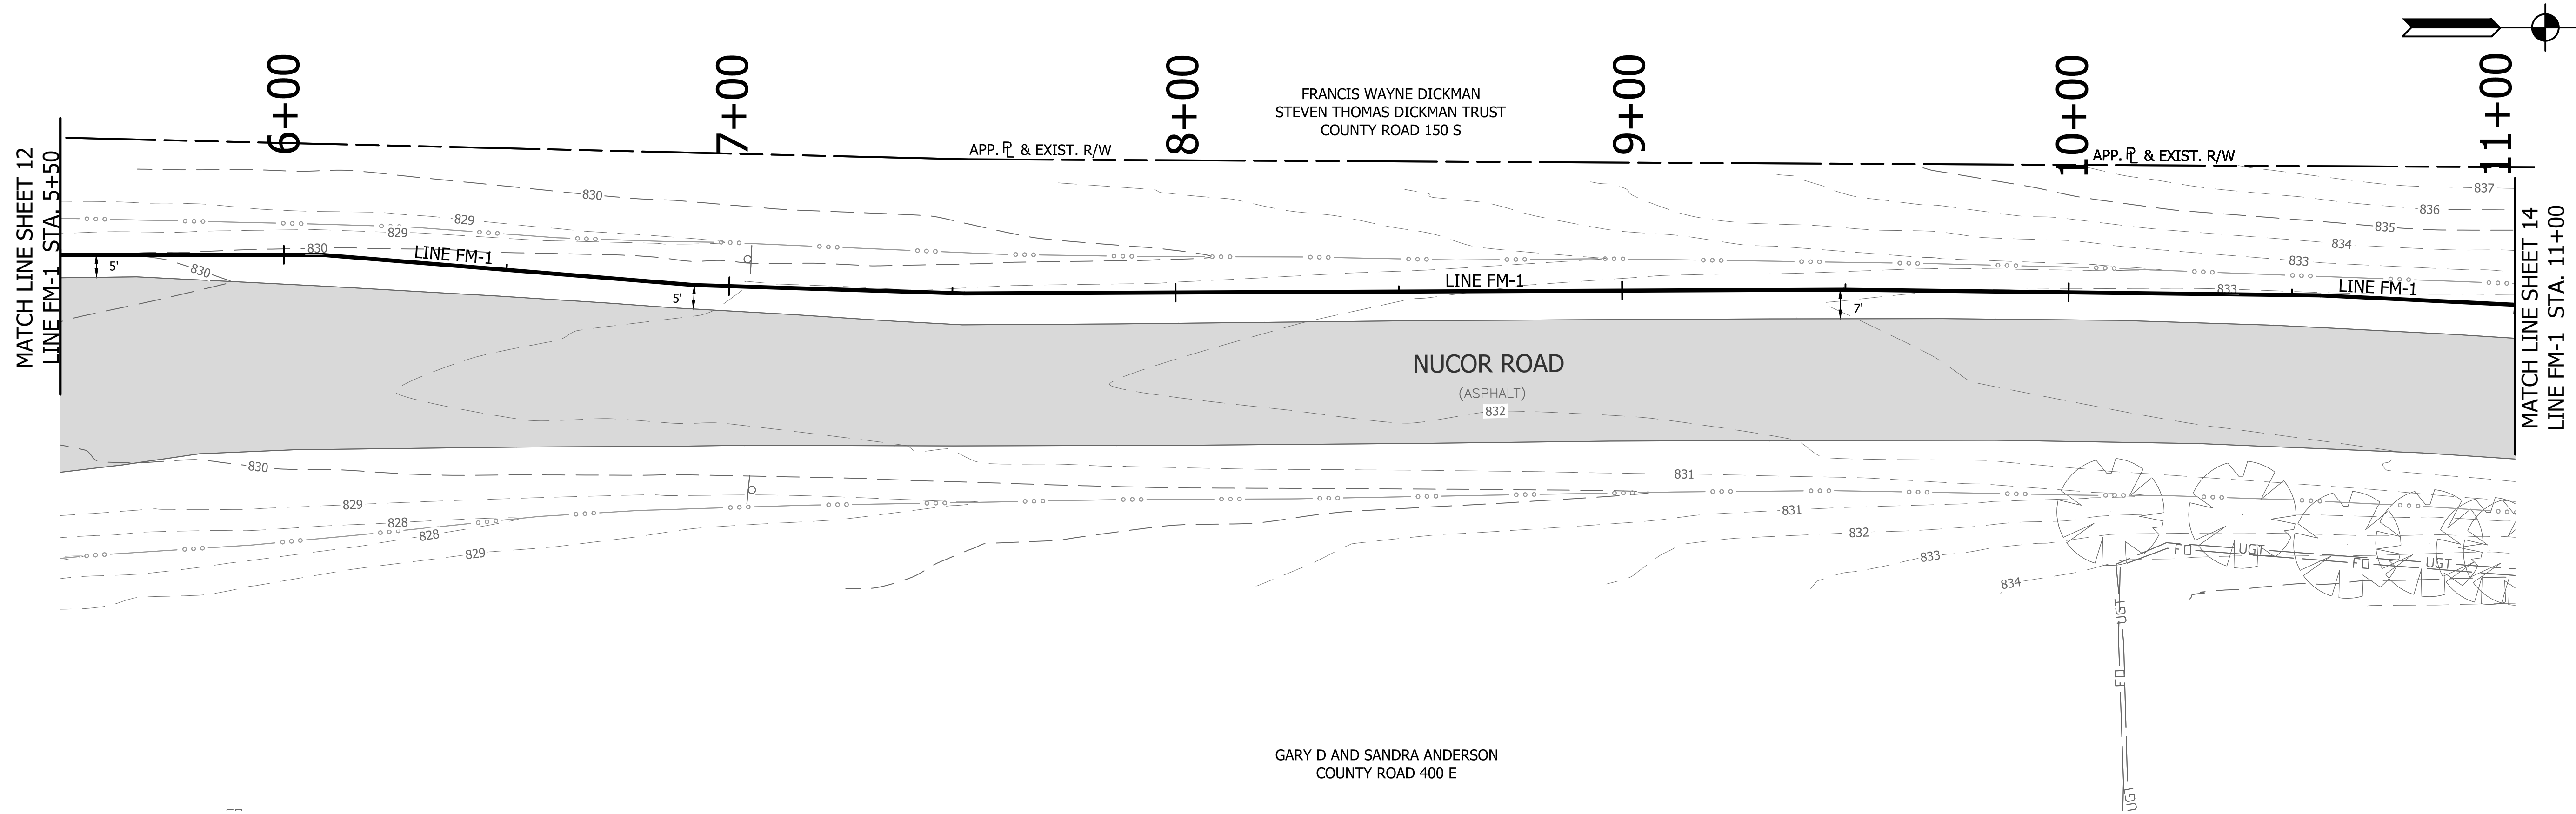 6+00
7+00
8+00
9+00
10+00
11+00
FRANCIS WAYNE DICKMAN
STEVEN THOMAS DICKMAN TRUST
COUNTY ROAD 150 S
APP. PL & EXIST. R/W
APP. PL & EXIST. R/W
MATCH LINE SHEET 12
LINE FM-1 STA. 5+50
MATCH LINE SHEET 14
LINE FM-1 STA. 11+00
830
829
829
830
830
837
836
835
834
833
833
LINE FM-1
LINE FM-1
LINE FM-1
5'
5'
7'
NUCOR ROAD
(ASPHALT)
832
830
829
828
828
829
831
831
832
833
834
FO
UGT
FO
UGT
UGT
FO
UGT
GARY D AND SANDRA ANDERSON
COUNTY ROAD 400 E